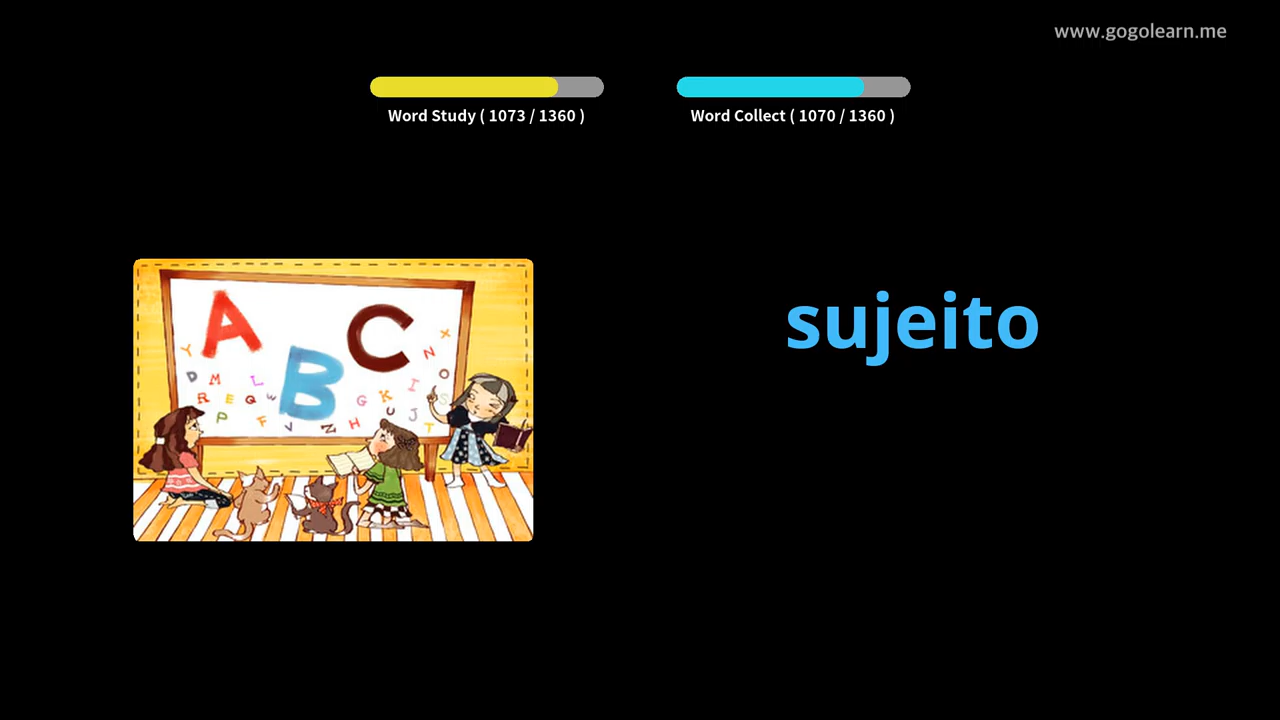 www.gogolearn.me
Word Study ( 1073 / 1360 )
Word Collect ( 1070 / 1360 )
sujeito
A
B
C
Y
X
N
D M L
O
R E Q W
G K I
S
P F V Z H U J T